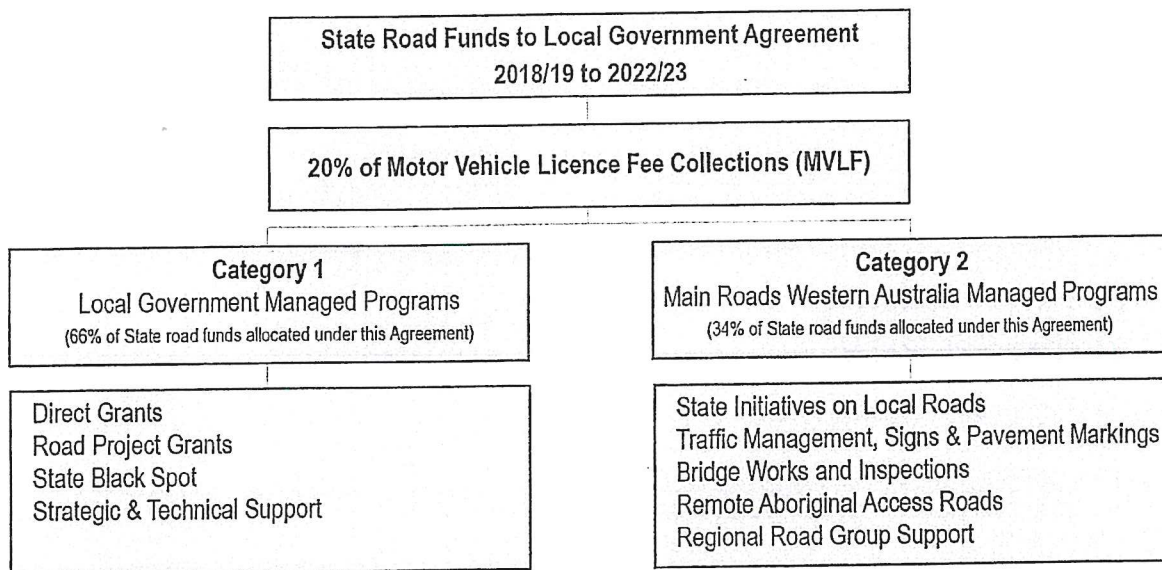 State Road Funds to Local Government Agreement
2018/19 to 2022/23
20% of Motor Vehicle Licence Fee Collections (MVLF)
Category 1
Local Government Managed Programs
(66% of State road funds allocated under this Agreement)
Category 2
Main Roads Western Australia Managed Programs
(34% of State road funds allocated under this Agreement)
Direct Grants
Road Project Grants
State Black Spot
Strategic & Technical Support
State Initiatives on Local Roads
Traffic Management, Signs & Pavement Markings
Bridge Works and Inspections
Remote Aboriginal Access Roads
Regional Road Group Support